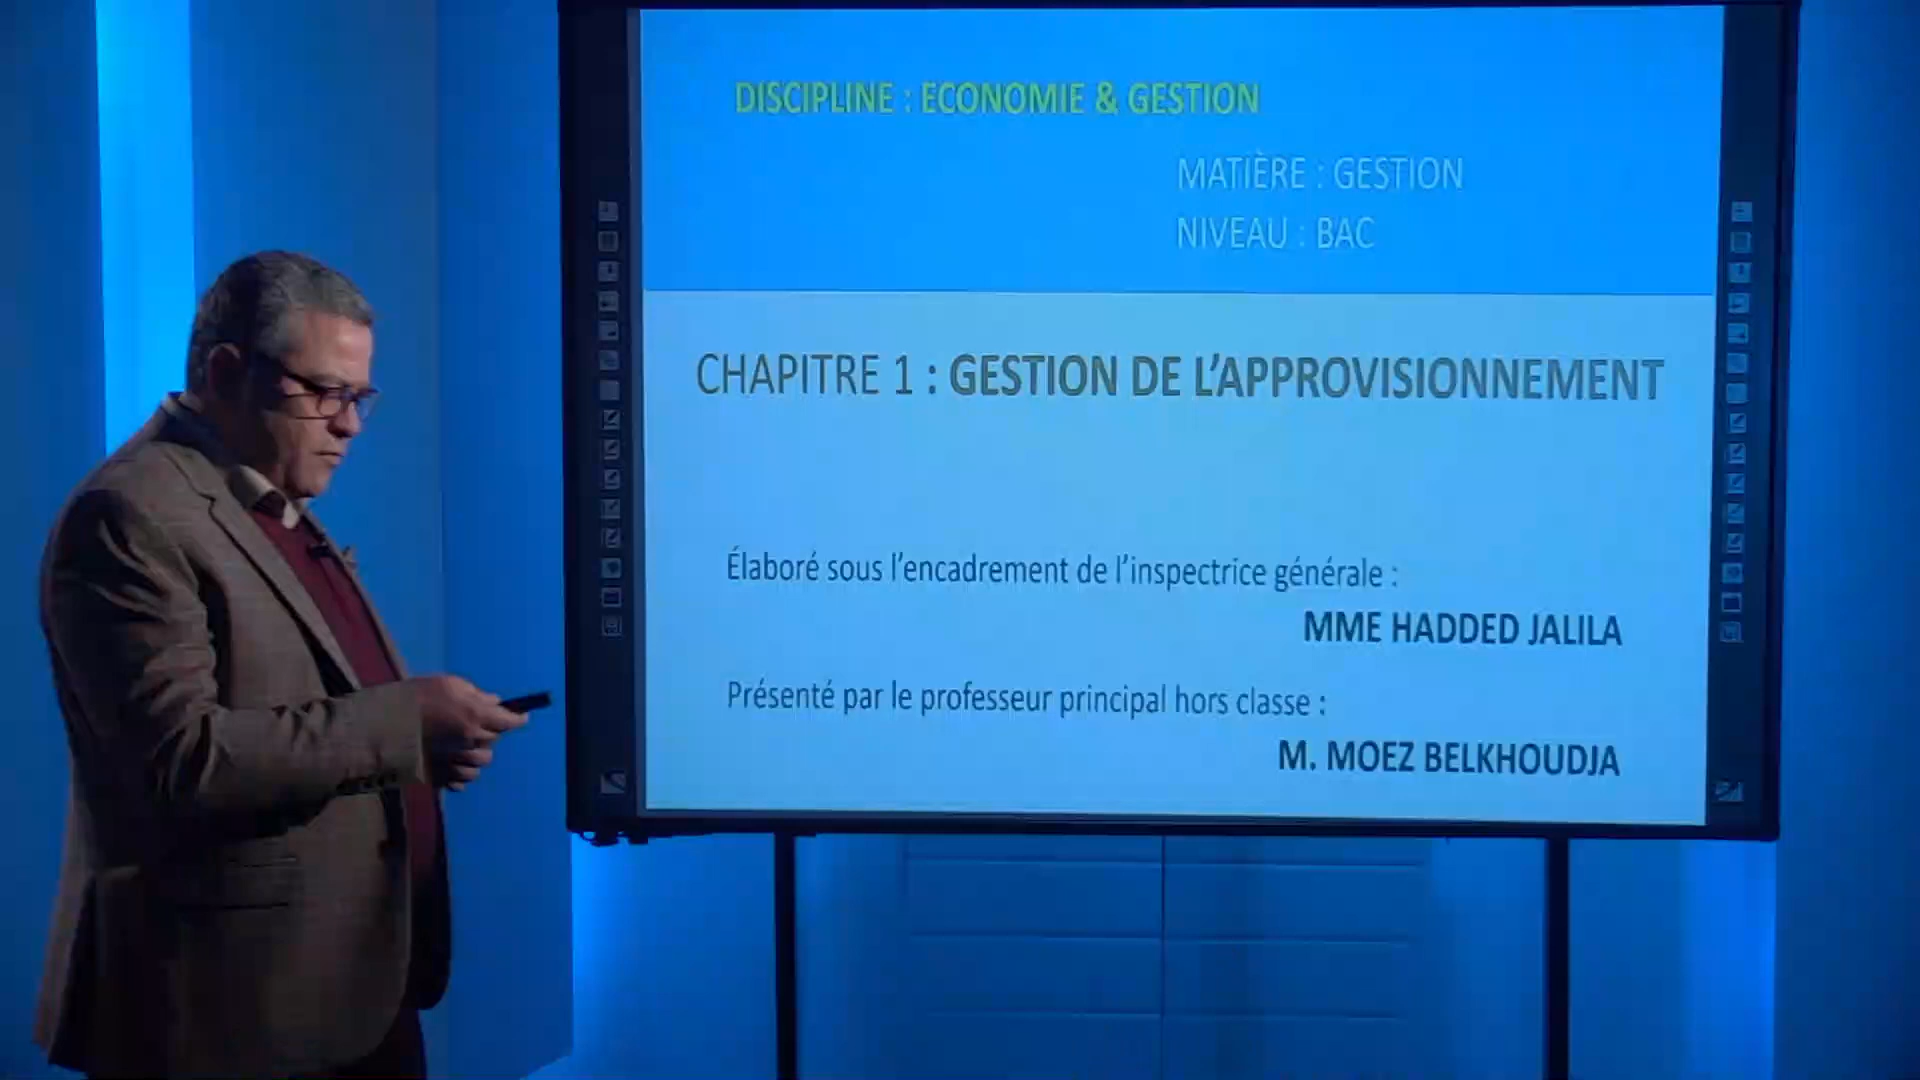 DISCIPLINE : ECONOMIE & GESTION
MATIÈRE : GESTION
NIVEAU : BAC
CHAPITRE 1 : GESTION DE L’APPROVISIONNEMENT
Élaboré sous l’encadrement de l’inspectrice générale :
MME HADDED JALILA
Présenté par le professeur principal hors classe :
M. MOEZ BELKHOUDJA